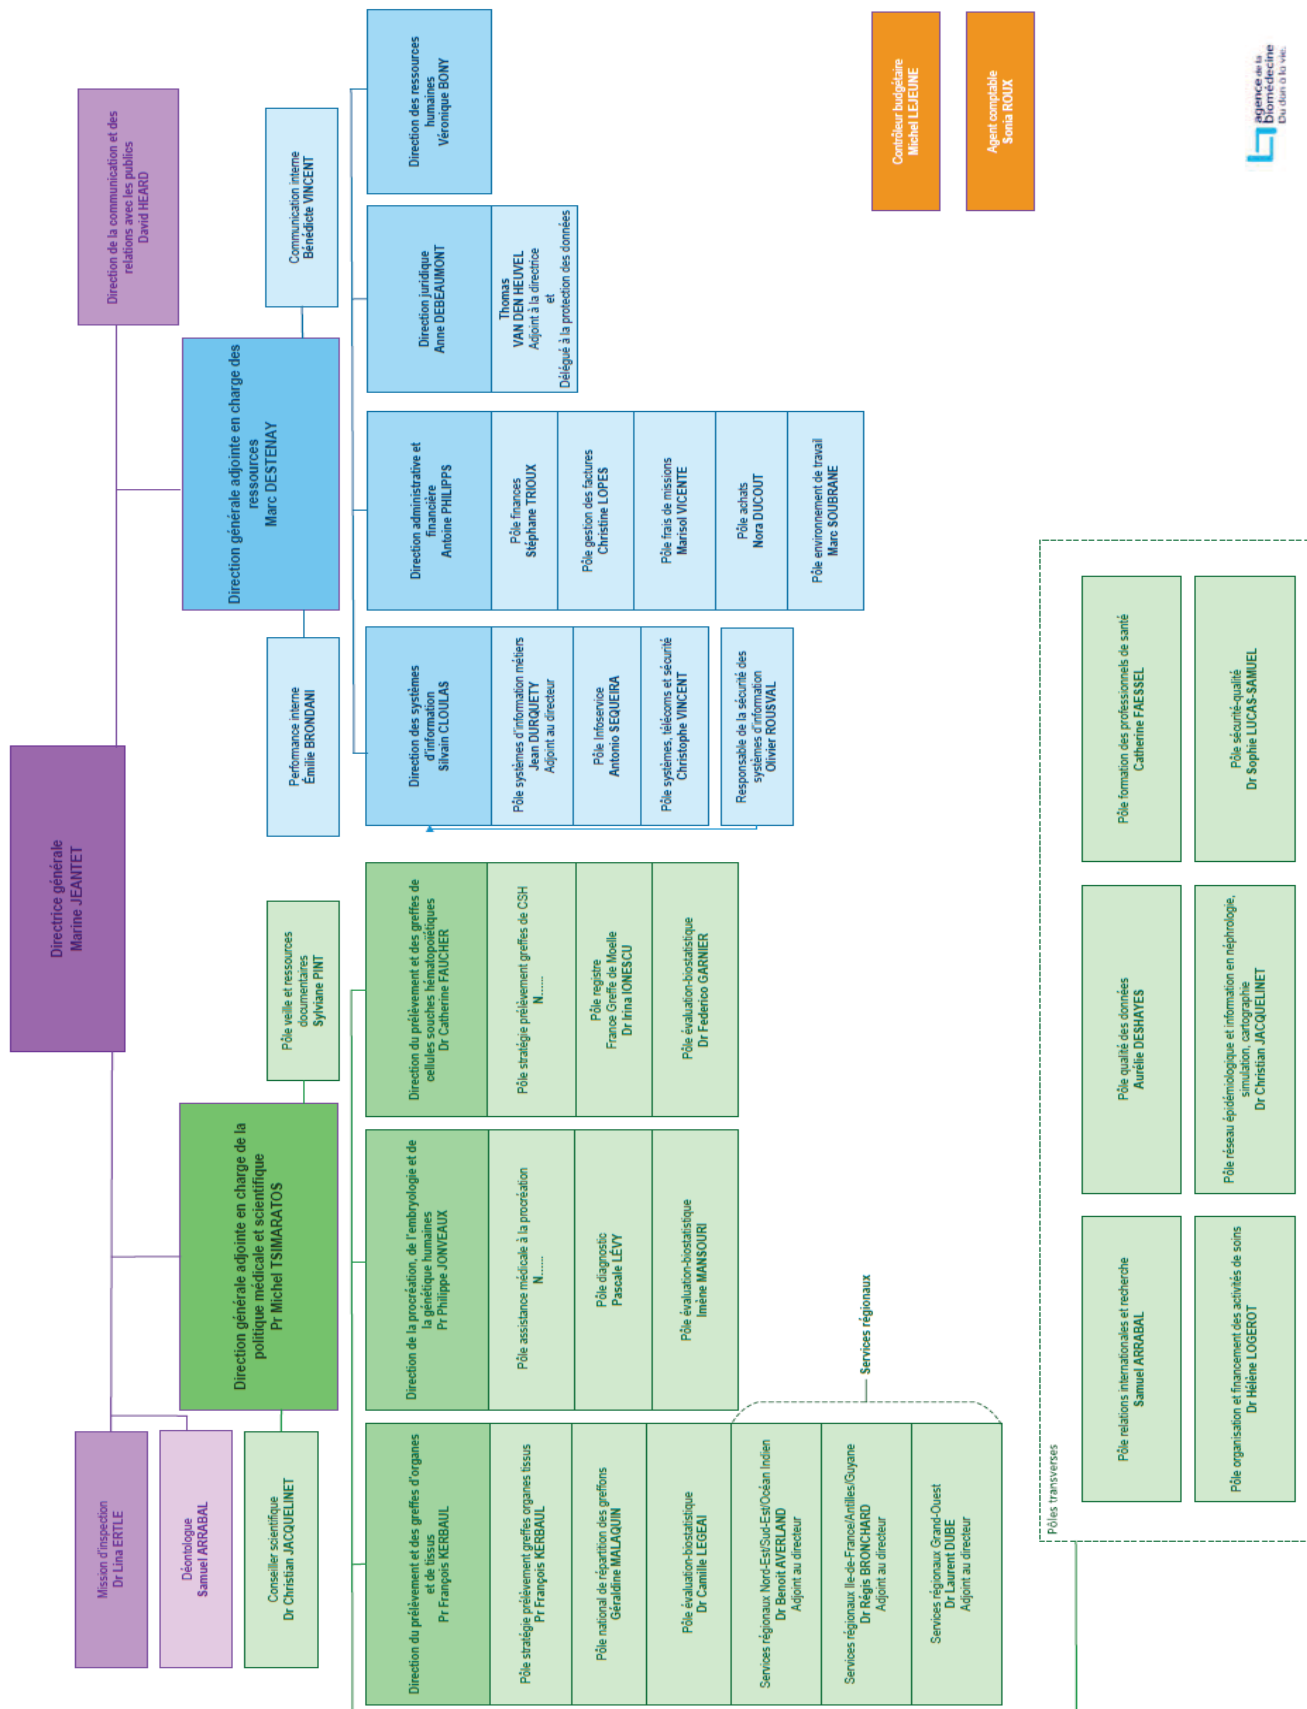 Directrice générale
Marine JEANTET
Mission d'inspection
Dr Lina ERTLE
Déontologue
Samuel ARRABAL
Direction de la communication et des
relations avec les publics
David HEARD
Direction générale adjointe en charge de la
politique médicale et scientifique
Pr Michel TSIMARATOS
Conseiller scientifique
Dr Christian JACQUELINET
Pôle veille et ressources
documentaires
Sylviane PINT
Direction générale adjointe en charge des
ressources
Marc DESTENAY
Performance interne
Émilie BRONDANI
Communication interne
Bénédicte VINCENT
Direction du prélèvement et des greffes d'organes
et de tissus
Pr François KERBAUL
Pôle stratégie prélèvement greffes organes tissus
Pr François KERBAUL
Pôle national de répartition des greffons
Géraldine MALAQUIN
Pôle évaluation-biostatistique
Dr Camille LEGEAI
Services régionaux Nord-Est/Sud-Est/Océan Indien
Dr Benoit AVERLAND
Adjoint au directeur
Services régionaux Ile-de-France/Antilles/Guyane
Dr Régis BRONCHARD
Adjoint au directeur
Services régionaux Grand-Ouest
Dr Laurent DUBE
Adjoint au directeur
Services régionaux
Direction de la procréation, de l'embryologie et de
la génétique humaines
Pr Philippe JONVEAUX
Pôle assistance médicale à la procréation
N......
Pôle diagnostic
Pascale LÉVY
Pôle évaluation-biostatistique
Imène MANSOURI
Direction du prélèvement et des greffes de
cellules souches hématopoïétiques
Dr Catherine FAUCHER
Pôle stratégie prélèvement greffes de CSH
N......
Pôle registre
France Greffe de Moelle
Dr Irina IONESCU
Pôle évaluation-biostatistique
Dr Federico GARNIER
Direction des systèmes
d'information
Silvain CLOULAS
Pôle systèmes d'information métiers
Jean DURQUETY
Adjoint au directeur
Pôle Infoservice
Antonio SEQUEIRA
Pôle systèmes, télécoms et sécurité
Christophe VINCENT
Responsable de la sécurité des
systèmes d'information
Olivier ROUSVAL
Direction administrative et
financière
Antoine PHILIPPS
Pôle finances
Stéphane TRIOUX
Pôle gestion des factures
Christine LOPES
Pôle frais de missions
Marisol VICENTE
Pôle achats
Nora DUCOUT
Pôle environnement de travail
Marc SOUBRANE
Direction juridique
Anne DEBEAUMONT
Thomas
VAN DEN HEUVEL
Adjoint à la directrice
et
Délégué à la protection des données
Direction des ressources
humaines
Véronique BONY
Contrôleur budgétaire
Michel LEJEUNE
Agent comptable
Sonia ROUX
Pôles transverses
Pôle relations internationales et recherche
Samuel ARRABAL
Pôle qualité des données
Aurélie DESHAYES
Pôle formation des professionnels de santé
Catherine FAESSEL
Pôle organisation et financement des activités de soins
Dr Hélène LOGEROT
Pôle réseau épidémiologique et information en néphrologie,
simulation, cartographie
Dr Christian JACQUELINET
Pôle sécurité-qualité
Dr Sophie LUCAS-SAMUEL
agence de la
biomédecine
Du don à la vie.